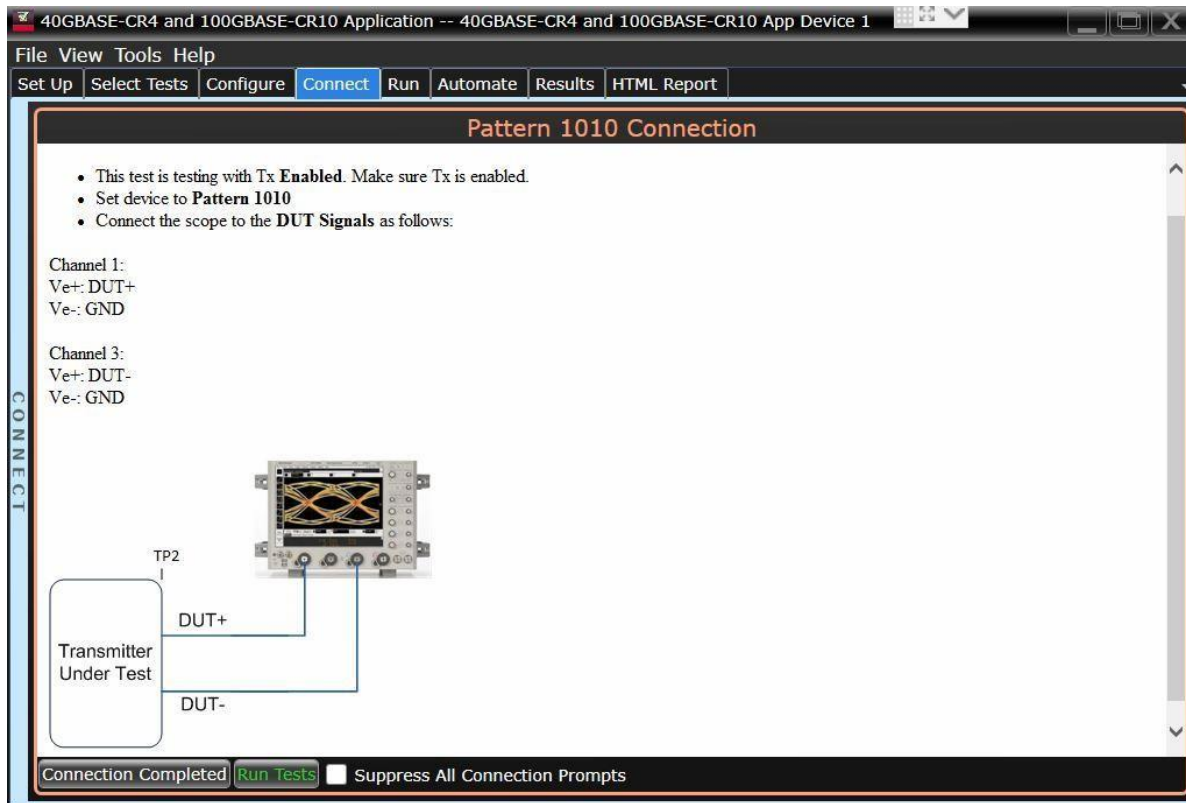 40GBASE-CR4 and 100GBASE-CR10 Application -- 40GBASE-CR4 and 100GBASE-CR10 App Device 1
File View Tools Help
Set Up Select Tests Configure Connect Run Automate Results HTML Report
Pattern 1010 Connection
• This test is testing with Tx Enabled. Make sure Tx is enabled.
• Set device to Pattern 1010
• Connect the scope to the DUT Signals as follows:
Channel 1:
Ve+: DUT+
Ve-: GND
Channel 3:
Ve+: DUT-
Ve-: GND
CONNECT
TP2
DUT+
Transmitter
Under Test
DUT-
Connection Completed Run Tests Suppress All Connection Prompts